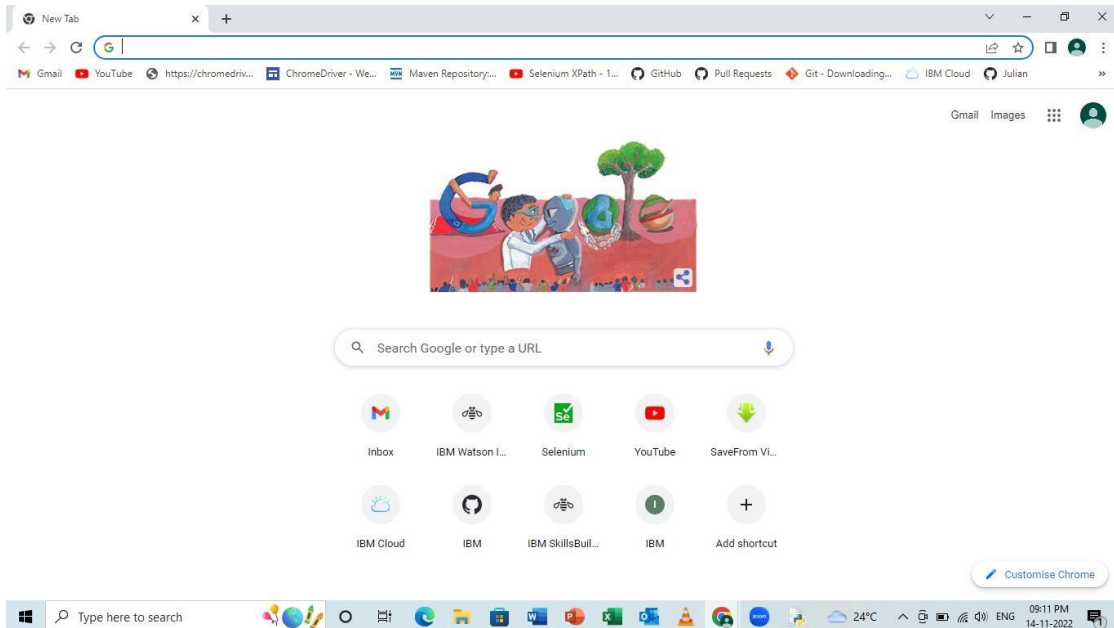 New Tab
Gmail YouTube https://chromedriv... ChromeDriver - We... Maven Repository:... Selenium XPath - 1... GitHub Pull Requests Git - Downloading... IBM Cloud Julian
Gmail Images
Search Google or type a URL
Inbox IBM Watson I... Selenium YouTube SaveFrom Vi...
IBM Cloud IBM IBM SkillsBuil... IBM Add shortcut
Customise Chrome
Type here to search 24°C ENG 09:11 PM
14-11-2022